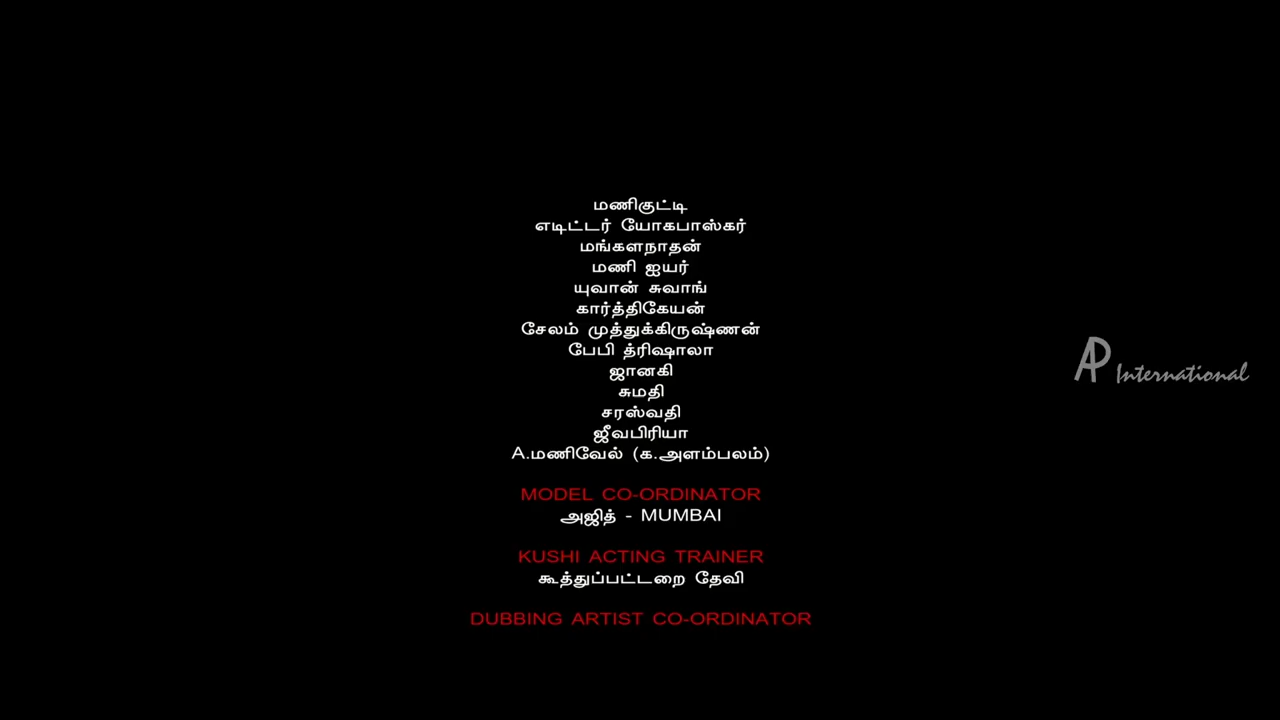 மணிகுட்டி
எடிட்டர் யோகபாஸ்கர்
மங்களநாதன்
மணி ஐயர்
யுவான் சுவாங்
கார்த்திகேயன்
சேலம் முத்துக்கிருஷ்ணன்
பேபி த்ரிஷாலா
ஜானகி
சுமதி
சரஸ்வதி
ஜீவபிரியா
A.மணிவேல் (க.அளம்பலம்)
MODEL CO-ORDINATOR
அஜித் - MUMBAI
KUSHI ACTING TRAINER
கூத்துப்பட்டறை தேவி
DUBBING ARTIST CO-ORDINATOR
AP International